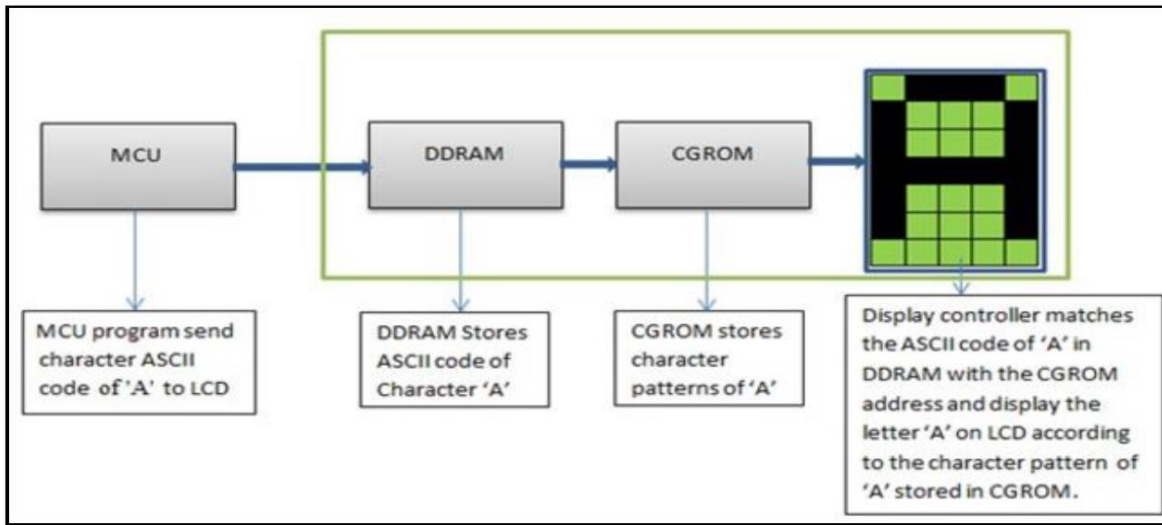 MCU
DDRAM
CGROM
MCU program send
character ASCII
code of 'A' to LCD
DDRAM Stores
ASCII code of
Character ‘A’
CGROM stores
character
patterns of ‘A’
Display controller matches
the ASCII code of ‘A’ in
DDRAM with the CGROM
address and display the
letter ‘A’ on LCD according
to the character pattern of
‘A’ stored in CGROM.